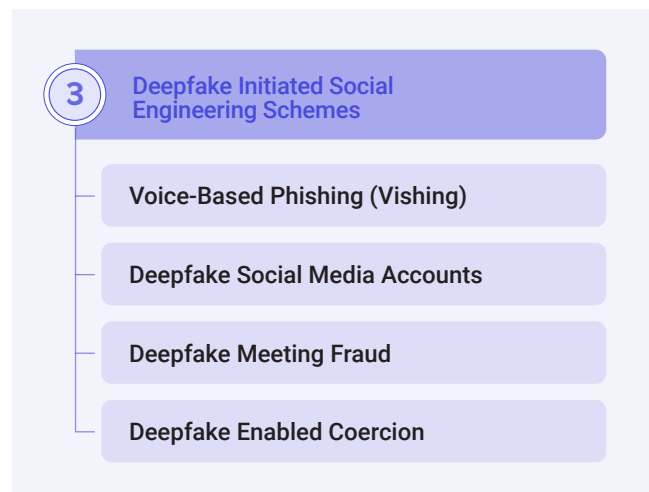 3
Deepfake Initiated Social
Engineering Schemes
Voice-Based Phishing (Vishing)
Deepfake Social Media Accounts
Deepfake Meeting Fraud
Deepfake Enabled Coercion